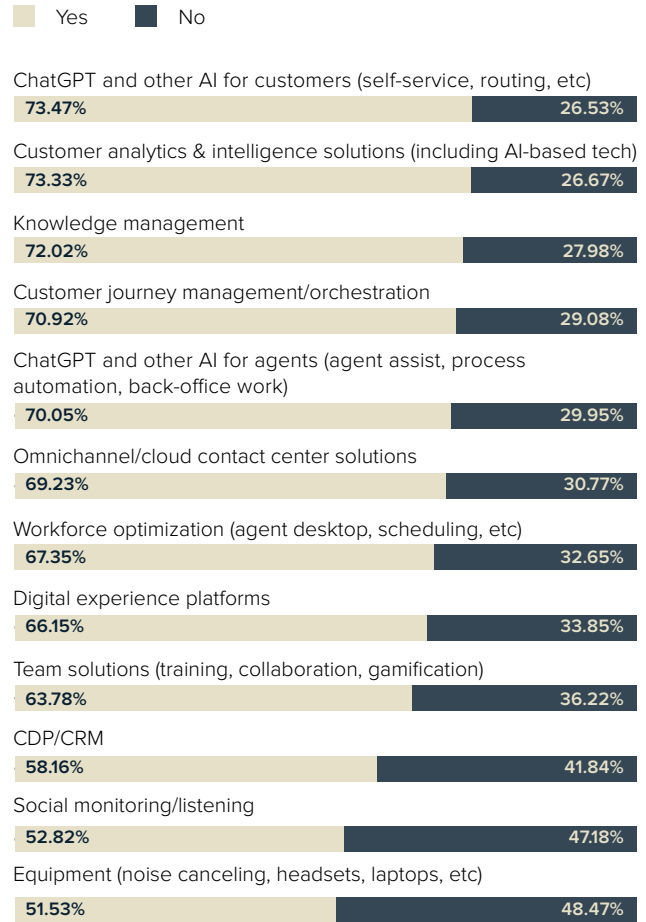 Yes No
ChatGPT and other AI for customers (self-service, routing, etc)
73.47% 26.53%
Customer analytics & intelligence solutions (including AI-based tech)
73.33% 26.67%
Knowledge management
72.02% 27.98%
Customer journey management/orchestration
70.92% 29.08%
ChatGPT and other AI for agents (agent assist, process
automation, back-office work)
70.05% 29.95%
Omnichannel/cloud contact center solutions
69.23% 30.77%
Workforce optimization (agent desktop, scheduling, etc)
67.35% 32.65%
Digital experience platforms
66.15% 33.85%
Team solutions (training, collaboration, gamification)
63.78% 36.22%
CDP/CRM
58.16% 41.84%
Social monitoring/listening
52.82% 47.18%
Equipment (noise canceling, headsets, laptops, etc)
51.53% 48.47%